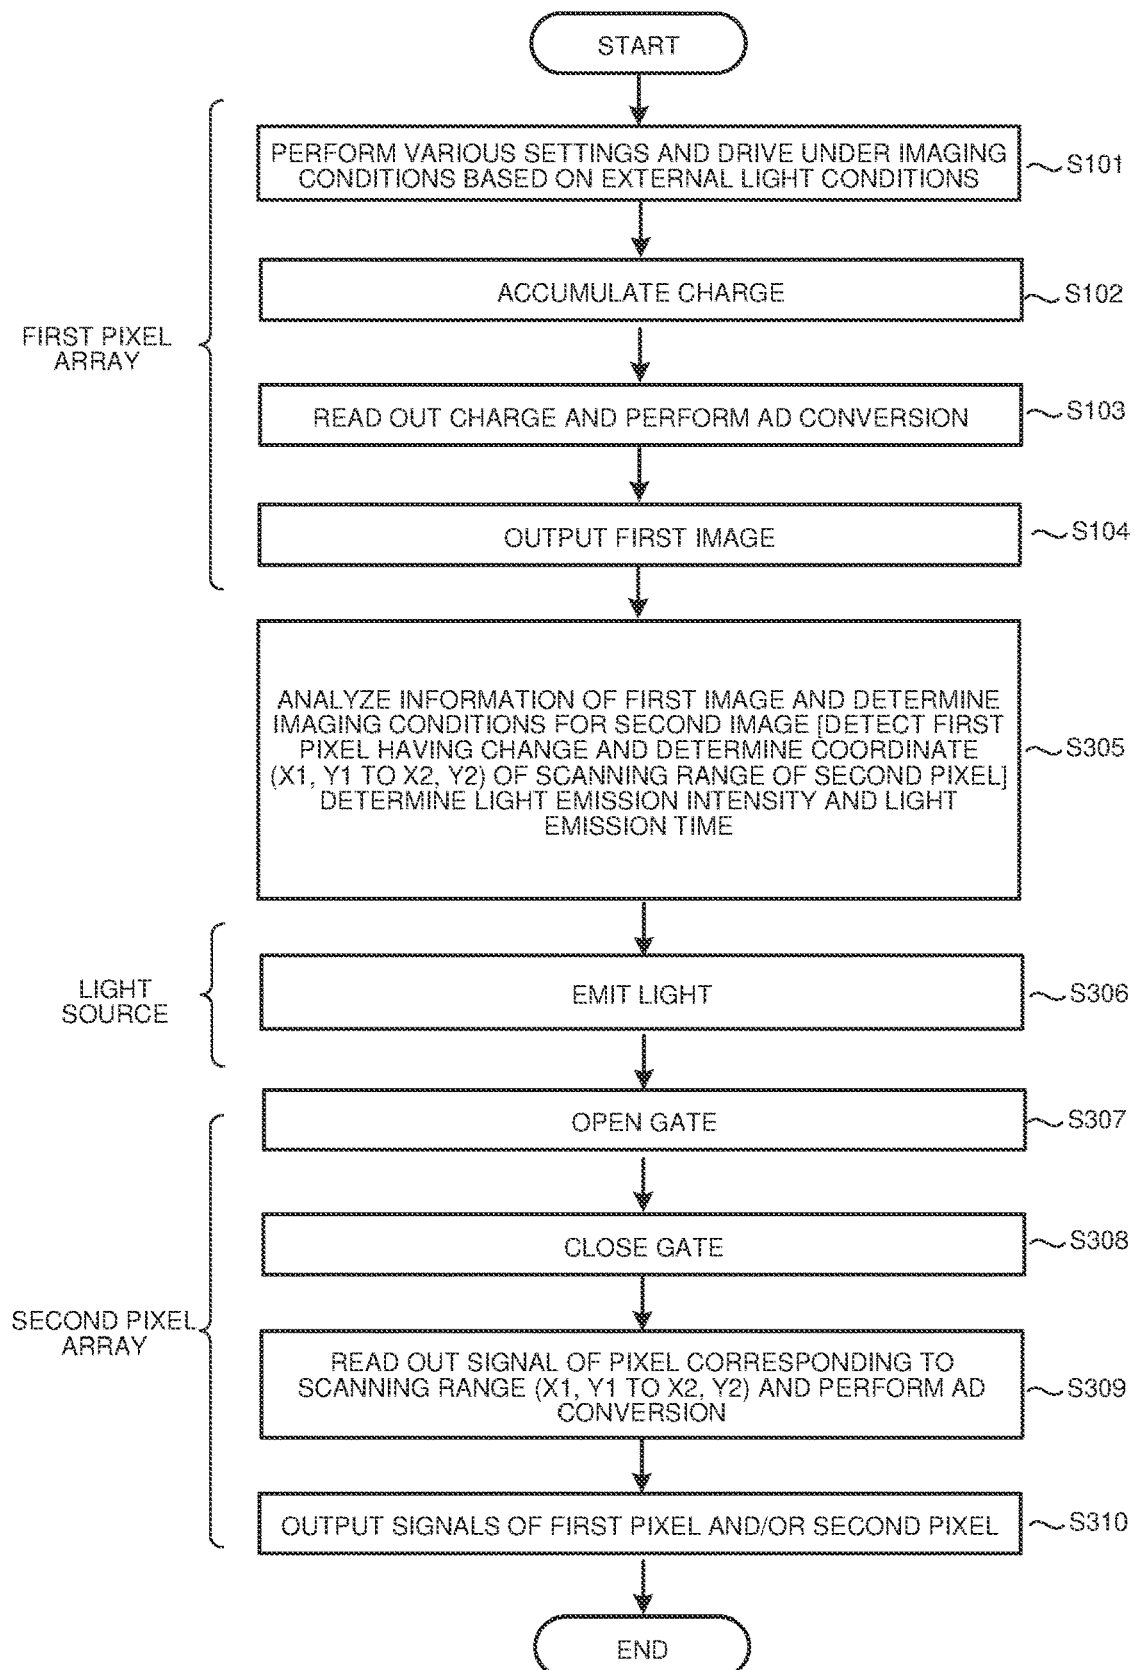 START
PERFORM VARIOUS SETTINGS AND DRIVE UNDER IMAGING
CONDITIONS BASED ON EXTERNAL LIGHT CONDITIONS
S101
ACCUMULATE CHARGE
S102
FIRST PIXEL
ARRAY
READ OUT CHARGE AND PERFORM AD CONVERSION
S103
OUTPUT FIRST IMAGE
S104
ANALYZE INFORMATION OF FIRST IMAGE AND DETERMINE
IMAGING CONDITIONS FOR SECOND IMAGE [DETECT FIRST
PIXEL HAVING CHANGE AND DETERMINE COORDINATE
(X1, Y1 TO X2, Y2) OF SCANNING RANGE OF SECOND PIXEL]
DETERMINE LIGHT EMISSION INTENSITY AND LIGHT
EMISSION TIME
S305
LIGHT
SOURCE
EMIT LIGHT
S306
OPEN GATE
S307
CLOSE GATE
S308
SECOND PIXEL
ARRAY
READ OUT SIGNAL OF PIXEL CORRESPONDING TO
SCANNING RANGE (X1, Y1 TO X2, Y2) AND PERFORM AD
CONVERSION
S309
OUTPUT SIGNALS OF FIRST PIXEL AND/OR SECOND PIXEL
S310
END